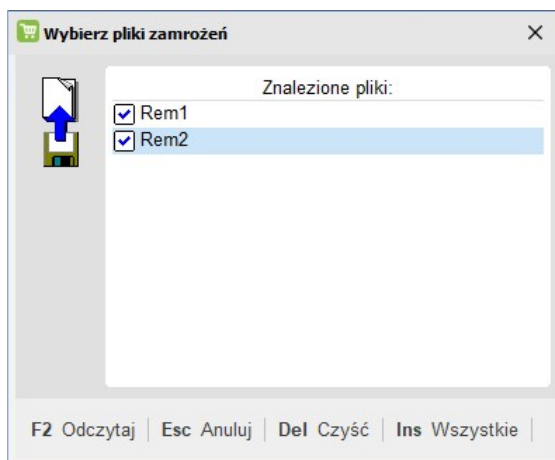 Wybierz pliki zamrożeń
Znalezione pliki:
Rem1
Rem2
F2 Odczytaj | Esc Anuluj | Del Czyść | Ins Wszystkie |